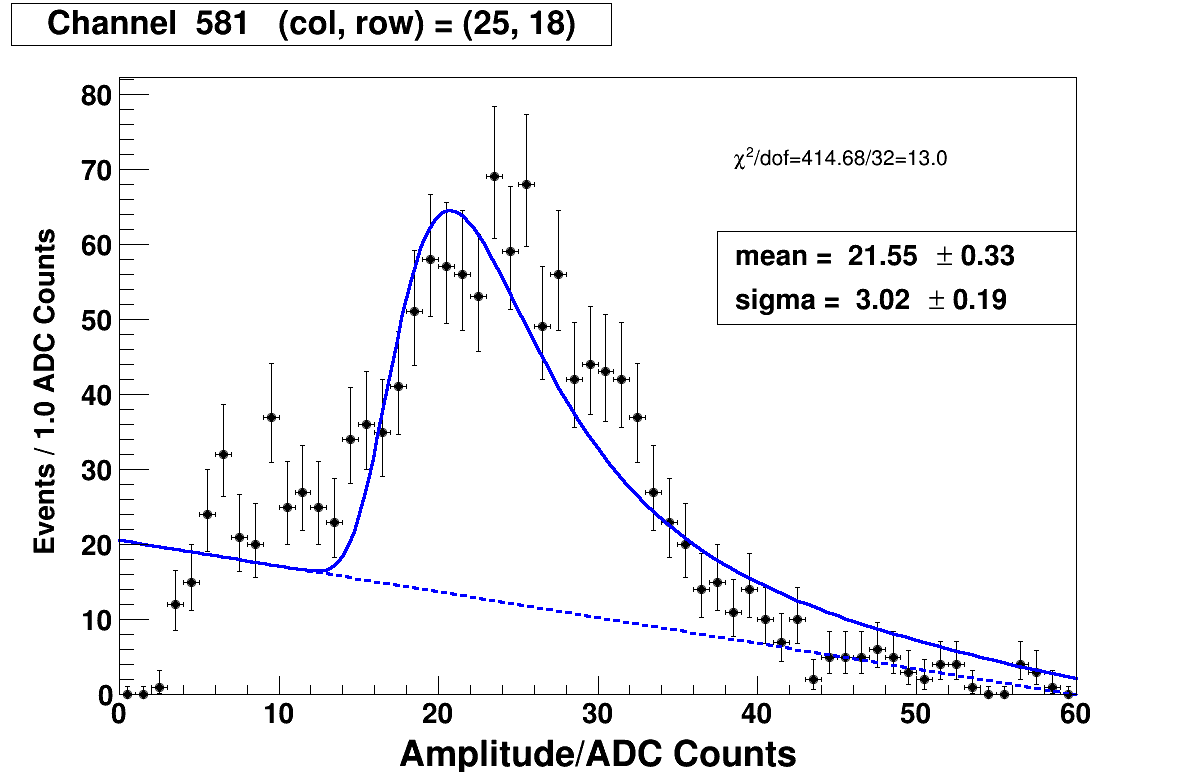 Channel  581   (col, row) = (25, 18)
80
70
60
50
40
30
20
10
0
Events / 1.0 ADC Counts
χ²/dof=414.68/32=13.0
mean =  21.55  ± 0.33
sigma =  3.02  ± 0.19
0 10 20 30 40 50 60
Amplitude/ADC Counts